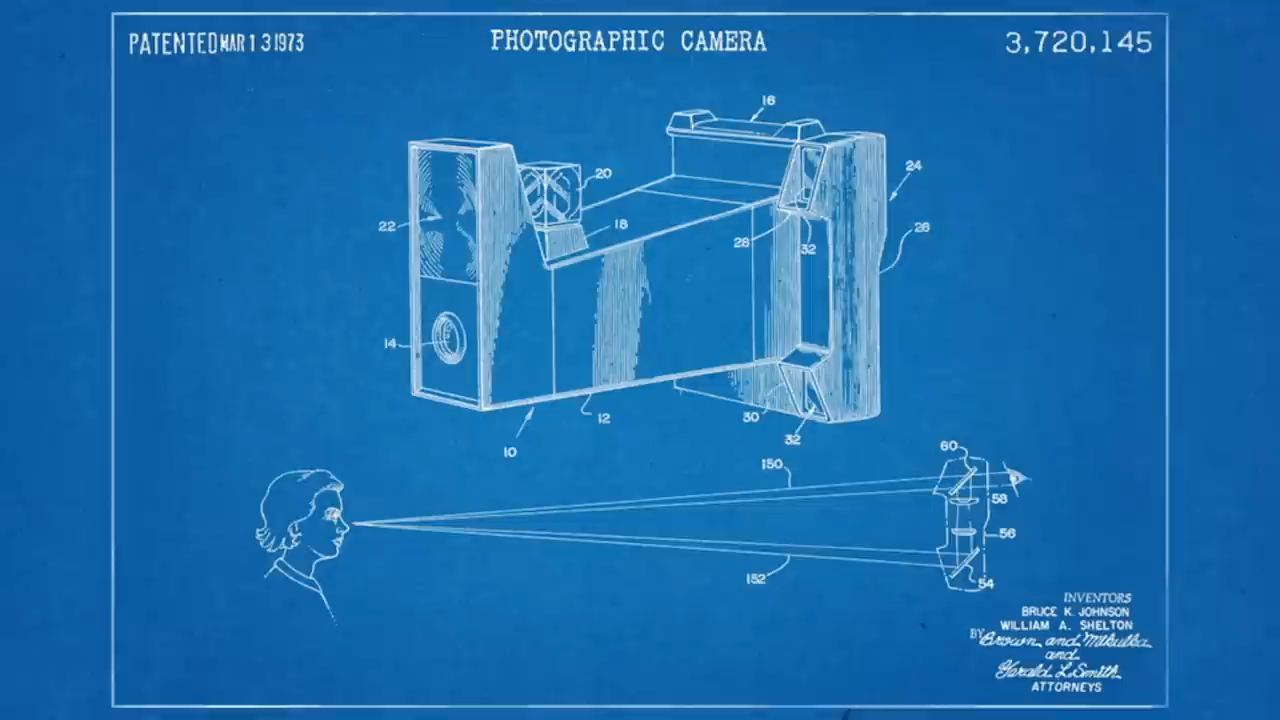 PATENTED MAR 13 1973
PHOTOGRAPHIC CAMERA
3,720,145
16
20
24
22
18
26
28
32
14
30
12
32
10
60
150
58
56
152
54
INVENTORS
BRUCE K. JOHNSON
WILLIAM A. SHELTON
BY Brown and Mikulka
and
Gerald L. Smith
ATTORNEYS